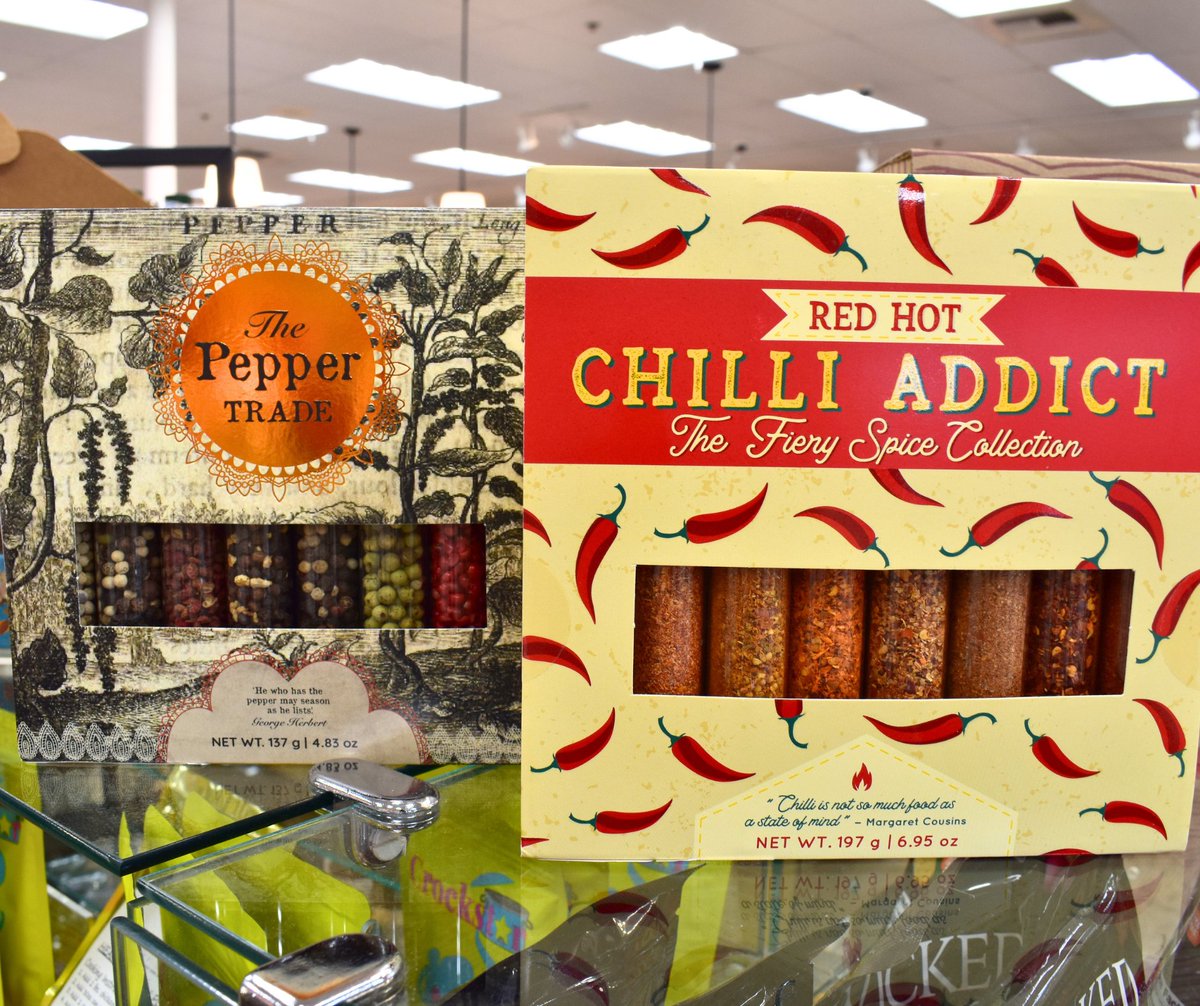 PEPPER
The
Pepper
TRADE
'He who has the
pepper may season
as he lists!
George Herbert
NET WT. 137 g | 4.83 oz
RED HOT
CHILLI ADDICT
The Fiery Spice Collection
" Chilli is not so much food as
a state of mind" – Margaret Cousins
NET WT. 197 g | 6.95 oz